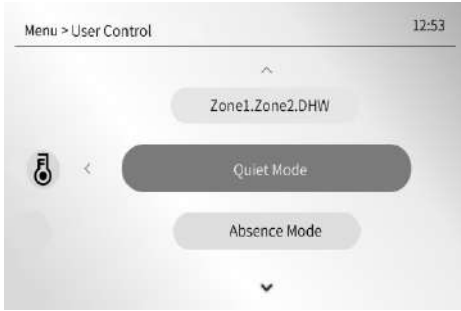 Menu > User Control 12:53
Zone1.Zone2.DHW
Quiet Mode
Absence Mode